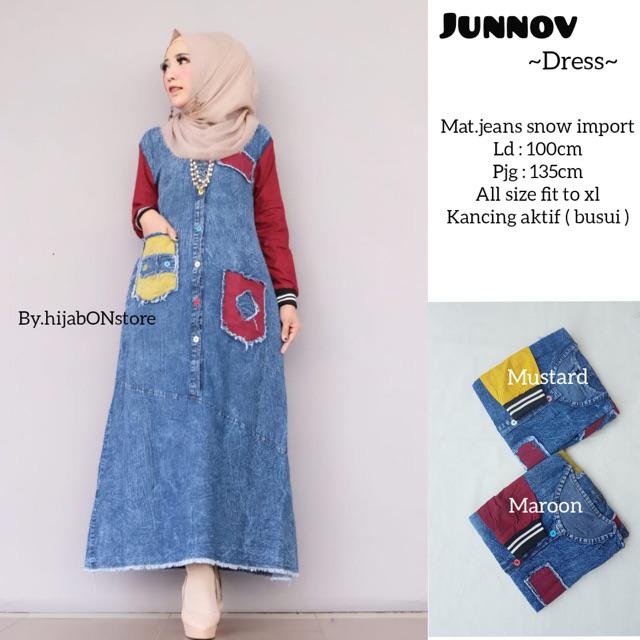 JUNNOV
~Dress~
Mat.jeans snow import
Ld : 100cm
Pjg : 135cm
All size fit to xl
Kancing aktif ( busui )
By.hijabONstore
Mustard
Maroon